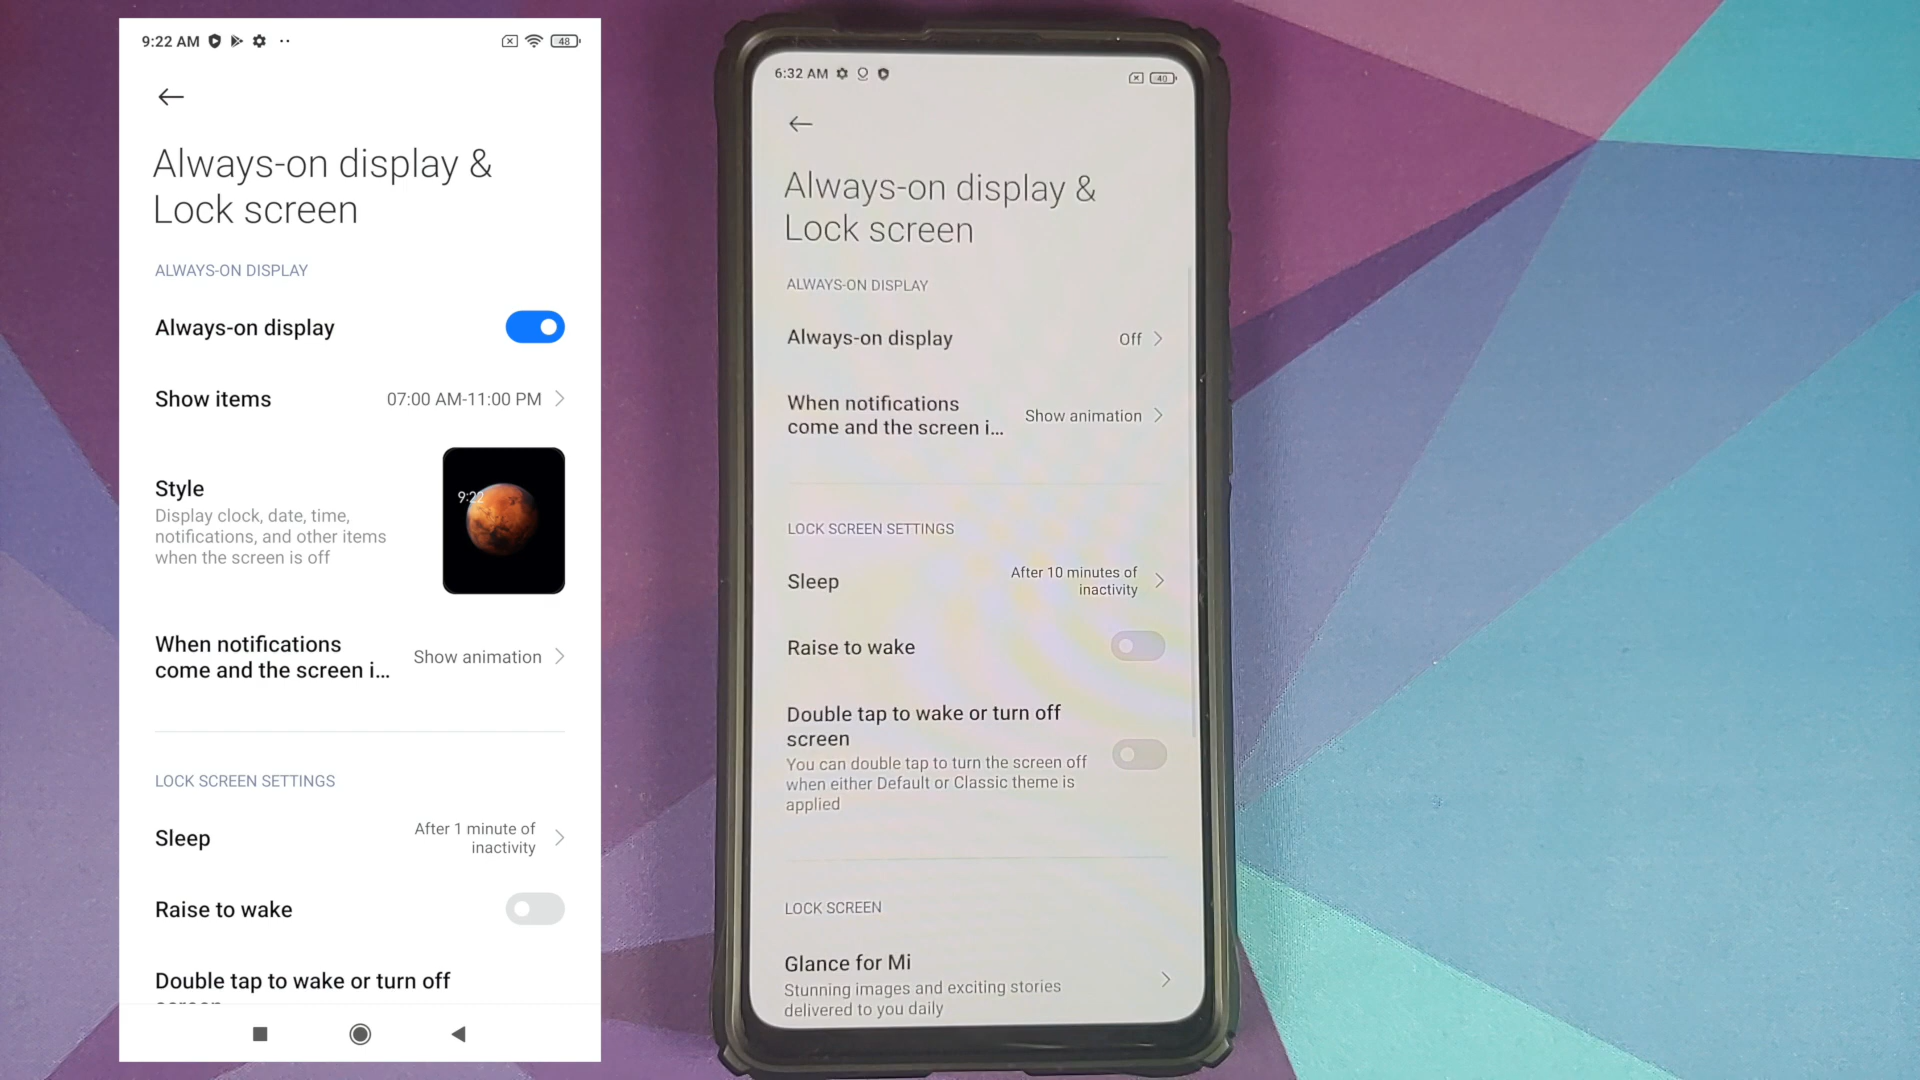 9:22 AM
48
Always-on display &
Lock screen
ALWAYS-ON DISPLAY
Always-on display
Show items
07:00 AM-11:00 PM
9:22
Style
Display clock, date, time,
notifications, and other items
when the screen is off
When notifications
come and the screen i...
Show animation
LOCK SCREEN SETTINGS
Sleep
After 1 minute of
inactivity
Raise to wake
Double tap to wake or turn off
screen
6:32 AM
40
Always-on display &
Lock screen
ALWAYS-ON DISPLAY
Always-on display
Off
When notifications
come and the screen i...
Show animation
LOCK SCREEN SETTINGS
Sleep
After 10 minutes of
inactivity
Raise to wake
Double tap to wake or turn off
screen
You can double tap to turn the screen off
when either Default or Classic theme is
applied
LOCK SCREEN
Glance for Mi
Stunning images and exciting stories
delivered to you daily